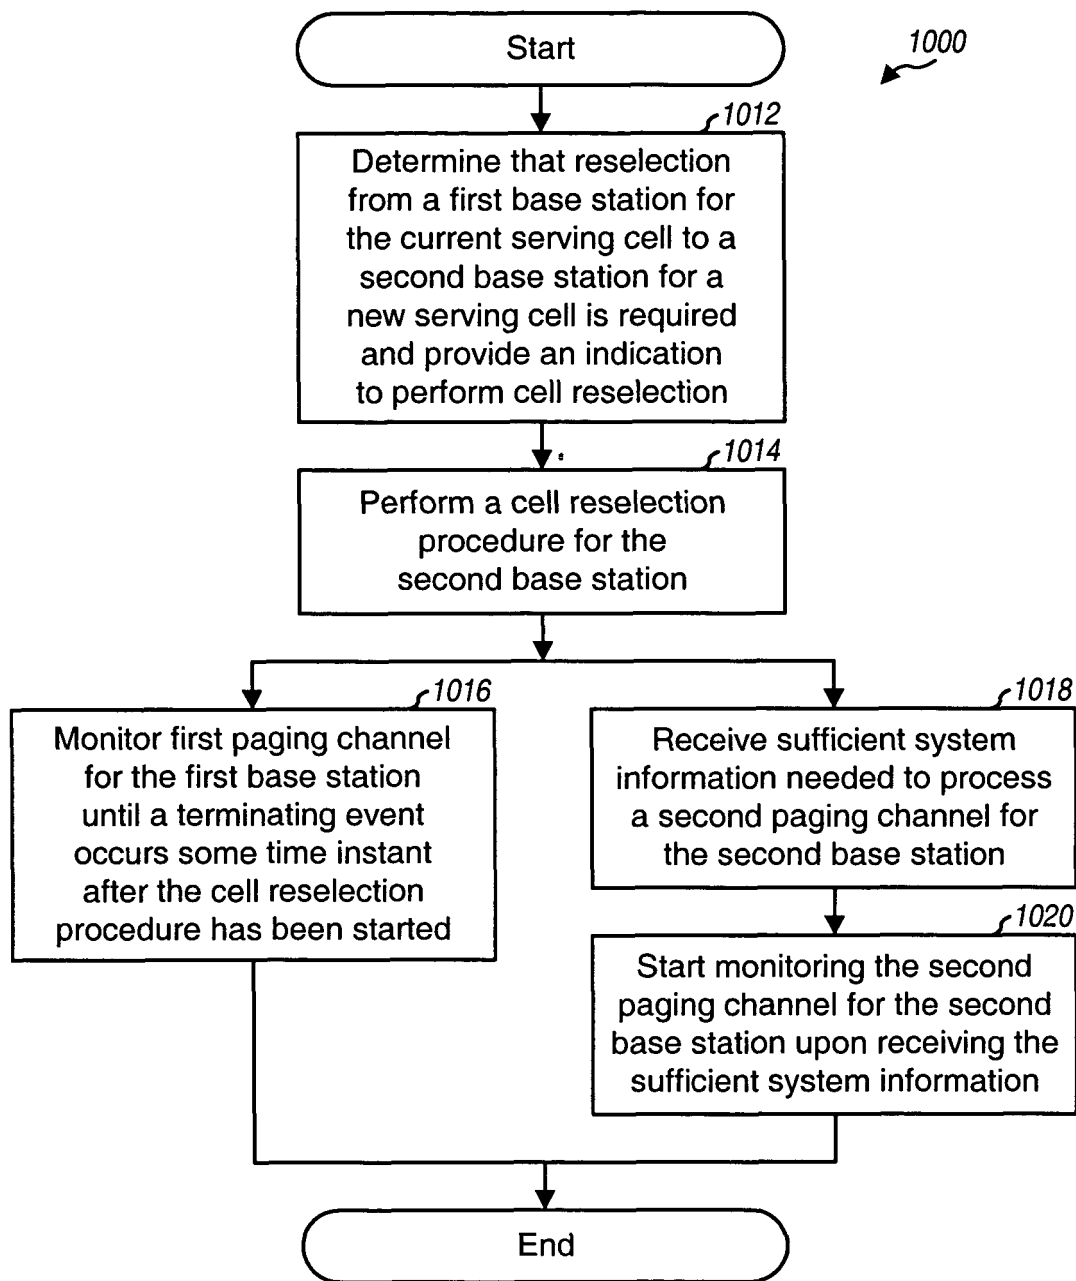 Start
1000
1012
Determine that reselection
from a first base station for
the current serving cell to a
second base station for a
new serving cell is required
and provide an indication
to perform cell reselection
1014
Perform a cell reselection
procedure for the
second base station
1016
Monitor first paging channel
for the first base station
until a terminating event
occurs some time instant
after the cell reselection
procedure has been started
1018
Receive sufficient system
information needed to process
a second paging channel for
the second base station
1020
Start monitoring the second
paging channel for the second
base station upon receiving the
sufficient system information
End